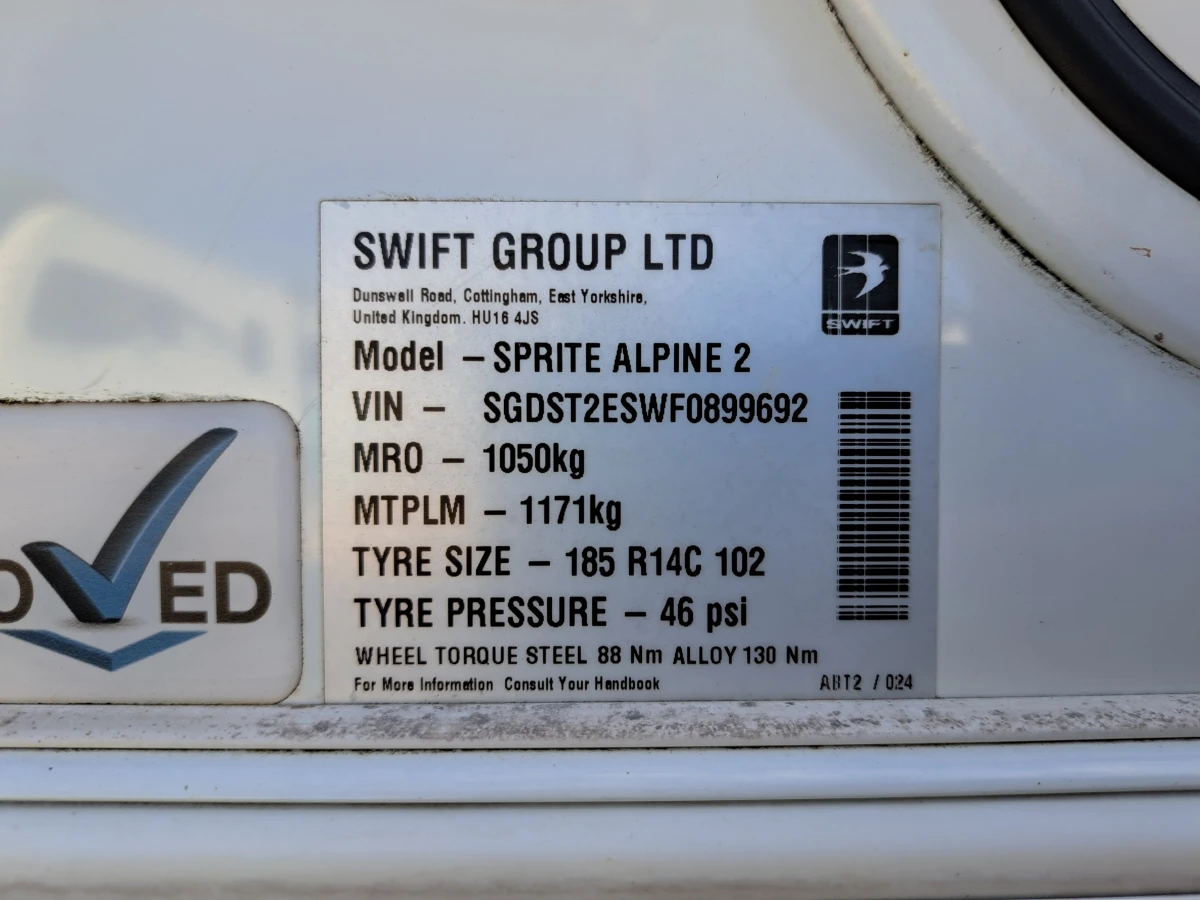 SWIFT GROUP LTD
Dunswell Road, Cottingham, East Yorkshire,
United Kingdom. HU16 4JS
SWIFT
Model – SPRITE ALPINE 2
VIN – SGDST2ESWF0899692
MRO – 1050kg
MTPLM – 1171kg
TYRE SIZE – 185 R14C 102
TYRE PRESSURE – 46 psi
WHEEL TORQUE STEEL 88 Nm ALLOY 130 Nm
For More Information Consult Your Handbook
ABT2 / 024
OVED